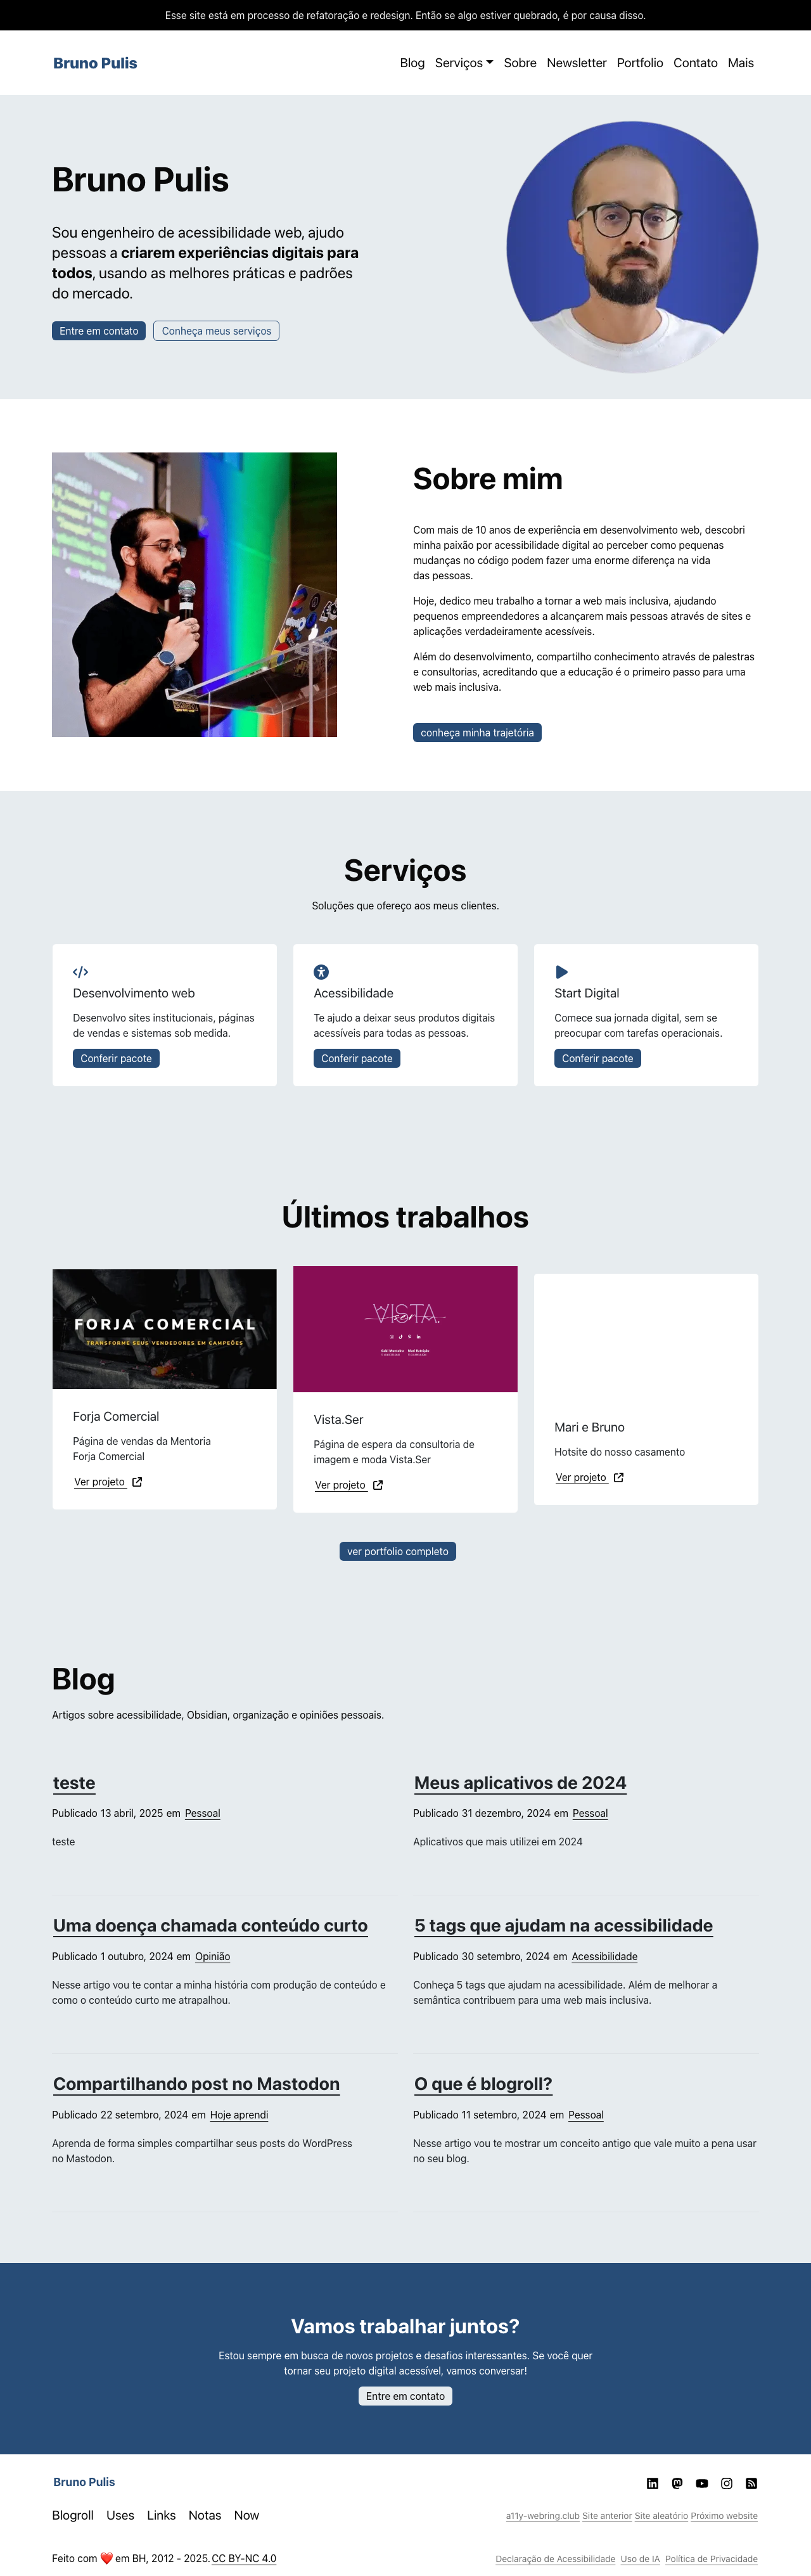 Esse site está em processo de refatoração e redesign. Então se algo estiver quebrado, é por causa disso.
Bruno Pulis
Blog Serviços Sobre Newsletter Portfolio Contato Mais
Bruno Pulis
Sou engenheiro de acessibilidade web, ajudo
pessoas a criarem experiências digitais para
todos, usando as melhores práticas e padrões
do mercado.
Entre em contato
Conheça meus serviços
Sobre mim
Com mais de 10 anos de experiência em desenvolvimento web, descobri
minha paixão por acessibilidade digital ao perceber como pequenas
mudanças no código podem fazer uma enorme diferença na vida
das pessoas.
Hoje, dedico meu trabalho a tornar a web mais inclusiva, ajudando
pequenos empreendedores a alcançarem mais pessoas através de sites e
aplicações verdadeiramente acessíveis.
Além do desenvolvimento, compartilho conhecimento através de palestras
e consultorias, acreditando que a educação é o primeiro passo para uma
web mais inclusiva.
conheça minha trajetória
Serviços
Soluções que ofereço aos meus clientes.
Desenvolvimento web
Desenvolvo sites institucionais, páginas
de vendas e sistemas sob medida.
Conferir pacote
Acessibilidade
Te ajudo a deixar seus produtos digitais
acessíveis para todas as pessoas.
Conferir pacote
Start Digital
Comece sua jornada digital, sem se
preocupar com tarefas operacionais.
Conferir pacote
Últimos trabalhos
FORJA COMERCIAL
TRANSFORME SEUS VENDEDORES EM CAMPEÕES
Forja Comercial
Página de vendas da Mentoria
Forja Comercial
Ver projeto
VISTA
Vista.Ser
Página de espera da consultoria de
imagem e moda Vista.Ser
Ver projeto
Mari e Bruno
Hotsite do nosso casamento
Ver projeto
ver portfolio completo
Blog
Artigos sobre acessibilidade, Obsidian, organização e opiniões pessoais.
teste
Publicado 13 abril, 2025 em Pessoal
teste
Meus aplicativos de 2024
Publicado 31 dezembro, 2024 em Pessoal
Aplicativos que mais utilizei em 2024
Uma doença chamada conteúdo curto
Publicado 1 outubro, 2024 em Opinião
Nesse artigo vou te contar a minha história com produção de conteúdo e
como o conteúdo curto me atrapalhou.
5 tags que ajudam na acessibilidade
Publicado 30 setembro, 2024 em Acessibilidade
Conheça 5 tags que ajudam na acessibilidade. Além de melhorar a
semântica contribuem para uma web mais inclusiva.
Compartilhando post no Mastodon
Publicado 22 setembro, 2024 em Hoje aprendi
Aprenda de forma simples compartilhar seus posts do WordPress
no Mastodon.
O que é blogroll?
Publicado 11 setembro, 2024 em Pessoal
Nesse artigo vou te mostrar um conceito antigo que vale muito a pena usar
no seu blog.
Vamos trabalhar juntos?
Estou sempre em busca de novos projetos e desafios interessantes. Se você quer
tornar seu projeto digital acessível, vamos conversar!
Entre em contato
Bruno Pulis
Blogroll Uses Links Notas Now
a11y-webring.club Site anterior Site aleatório Próximo website
Feito com ❤️ em BH, 2012 - 2025. CC BY-NC 4.0
Declaração de Acessibilidade Uso de IA Política de Privacidade